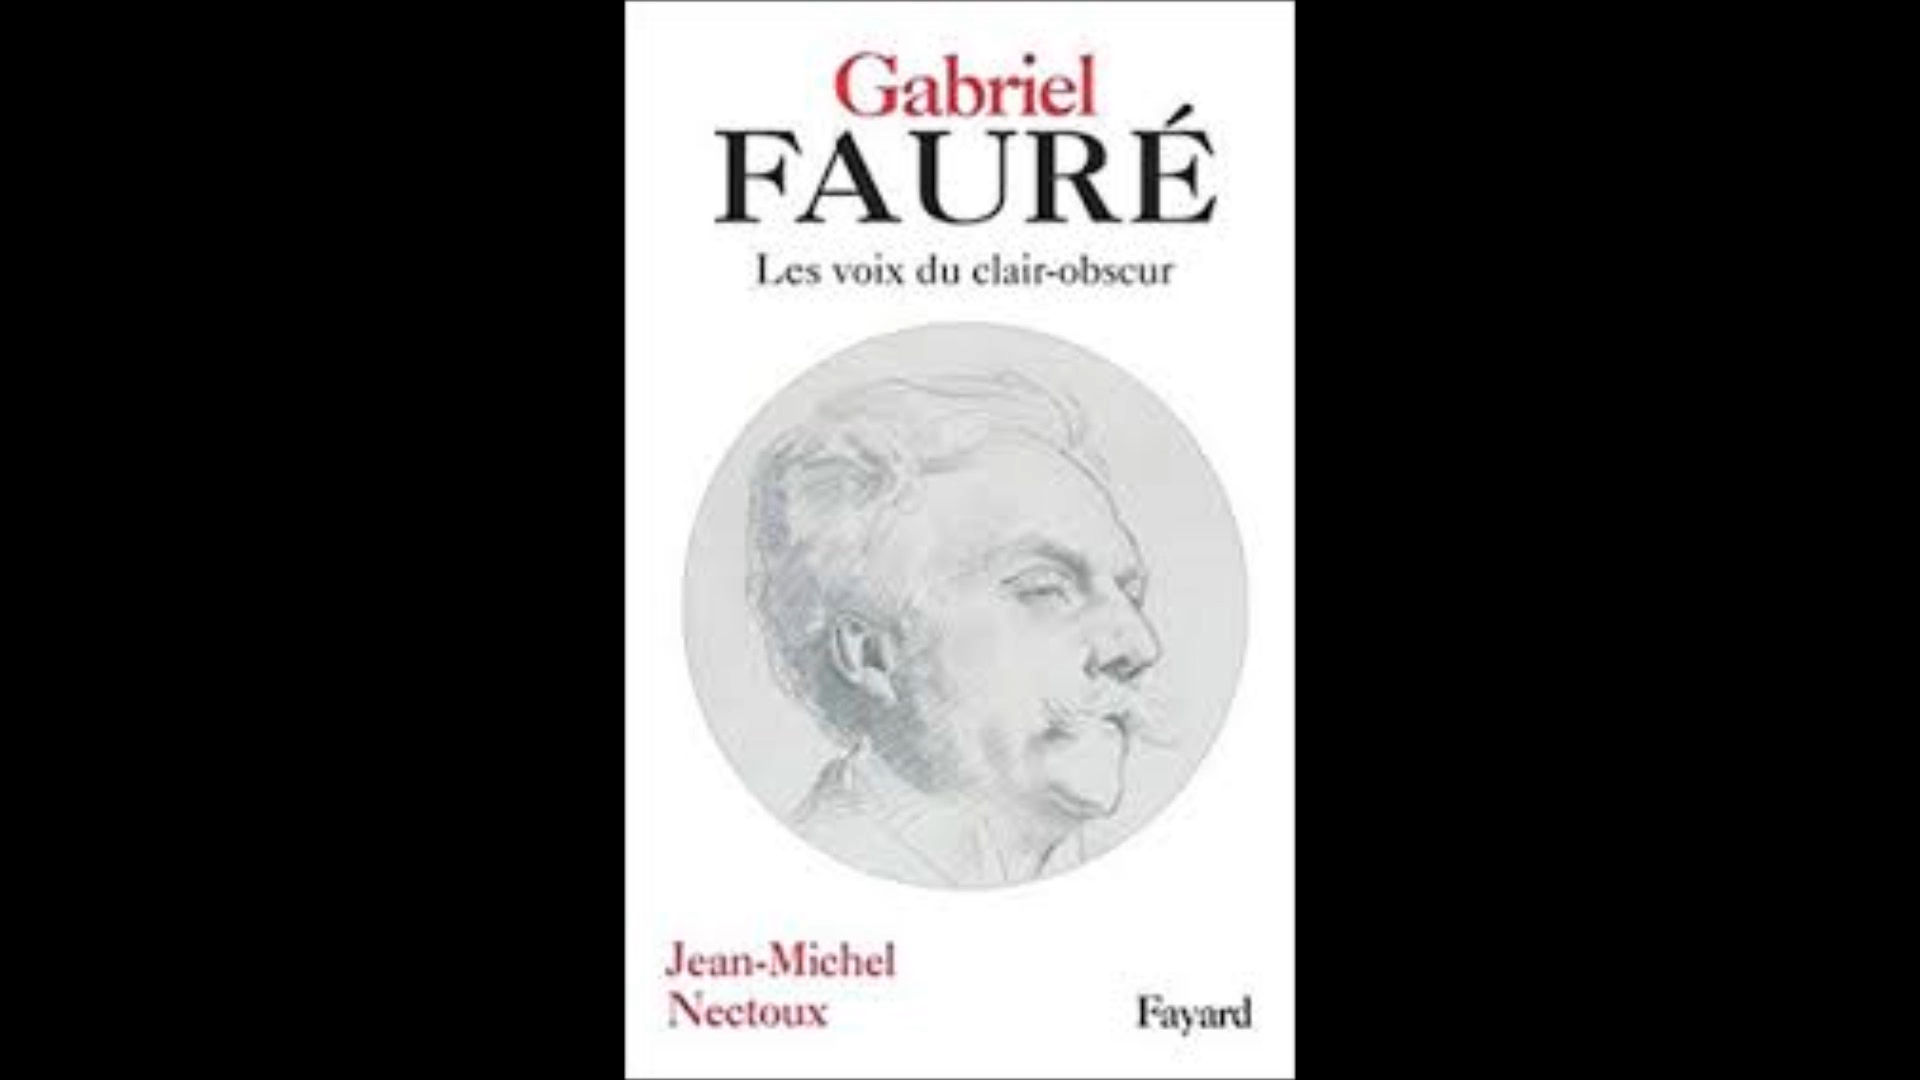 Gabriel
FAURÉ
Les voix du clair-obscur
Jean-Michel
Nectoux
Fayard